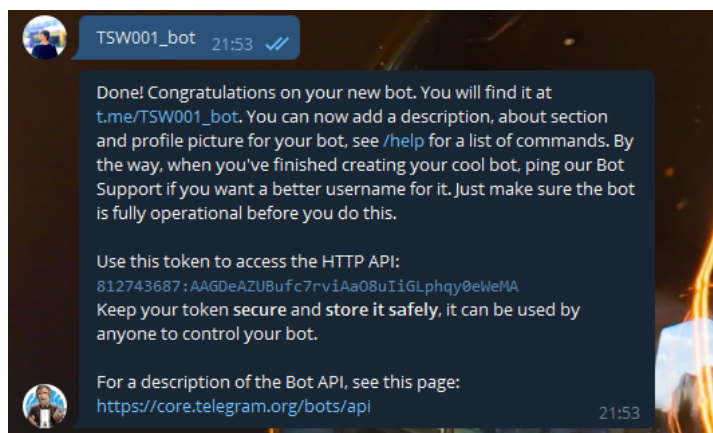 TSW001_bot 21:53
Done! Congratulations on your new bot. You will find it at
t.me/TSW001_bot. You can now add a description, about section
and profile picture for your bot, see /help for a list of commands. By
the way, when you've finished creating your cool bot, ping our Bot
Support if you want a better username for it. Just make sure the bot
is fully operational before you do this.
Use this token to access the HTTP API:
812743687:AAGDeAZUBufc7rviAaO8uIiGLphqy0eWeMA
Keep your token secure and store it safely, it can be used by
anyone to control your bot.
For a description of the Bot API, see this page:
https://core.telegram.org/bots/api 21:53